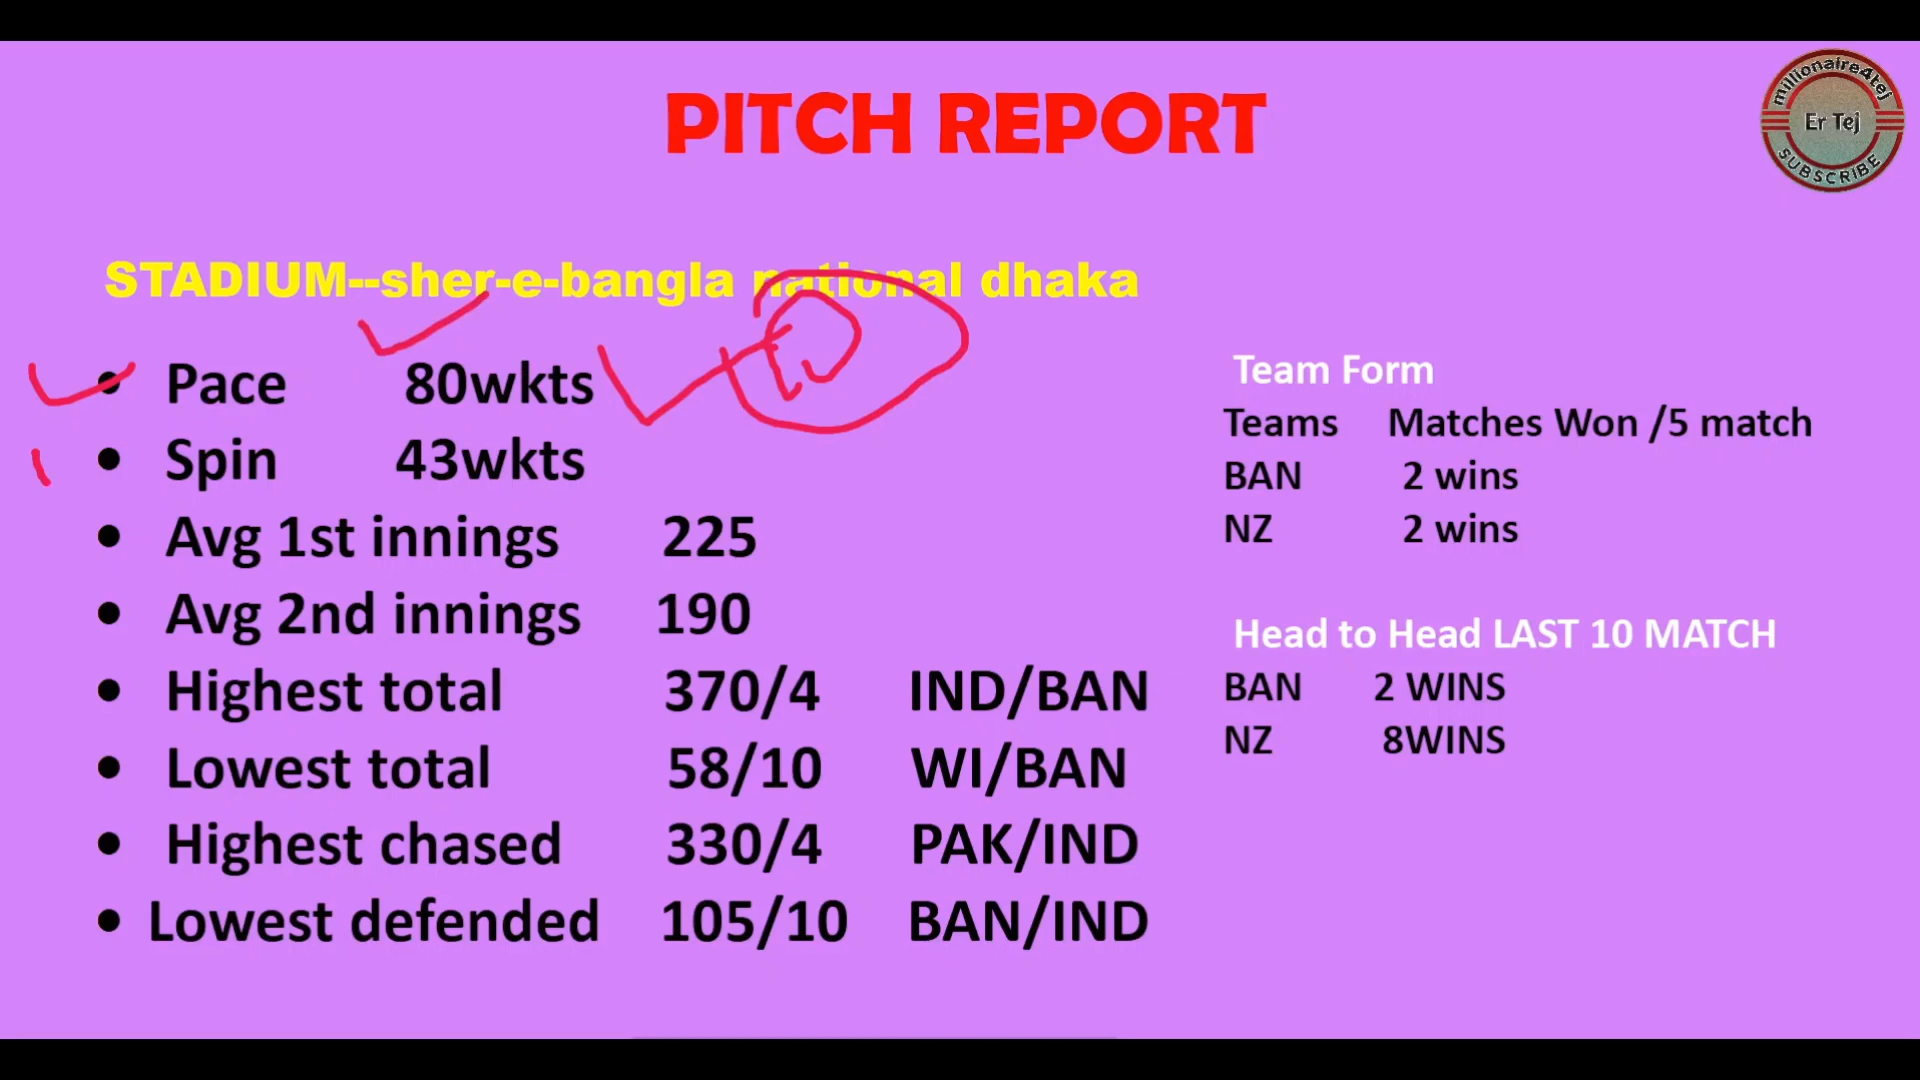 PITCH REPORT
millionaire4tej
Er Tej
SUBSCRIBE
STADIUM--sher-e-bangla national dhaka
• Pace 80wkts
• Spin 43wkts
• Avg 1st innings 225
• Avg 2nd innings 190
• Highest total 370/4 IND/BAN
• Lowest total 58/10 WI/BAN
• Highest chased 330/4 PAK/IND
• Lowest defended 105/10 BAN/IND
Team Form
Teams Matches Won /5 match
BAN 2 wins
NZ 2 wins
Head to Head LAST 10 MATCH
BAN 2 WINS
NZ 8WINS